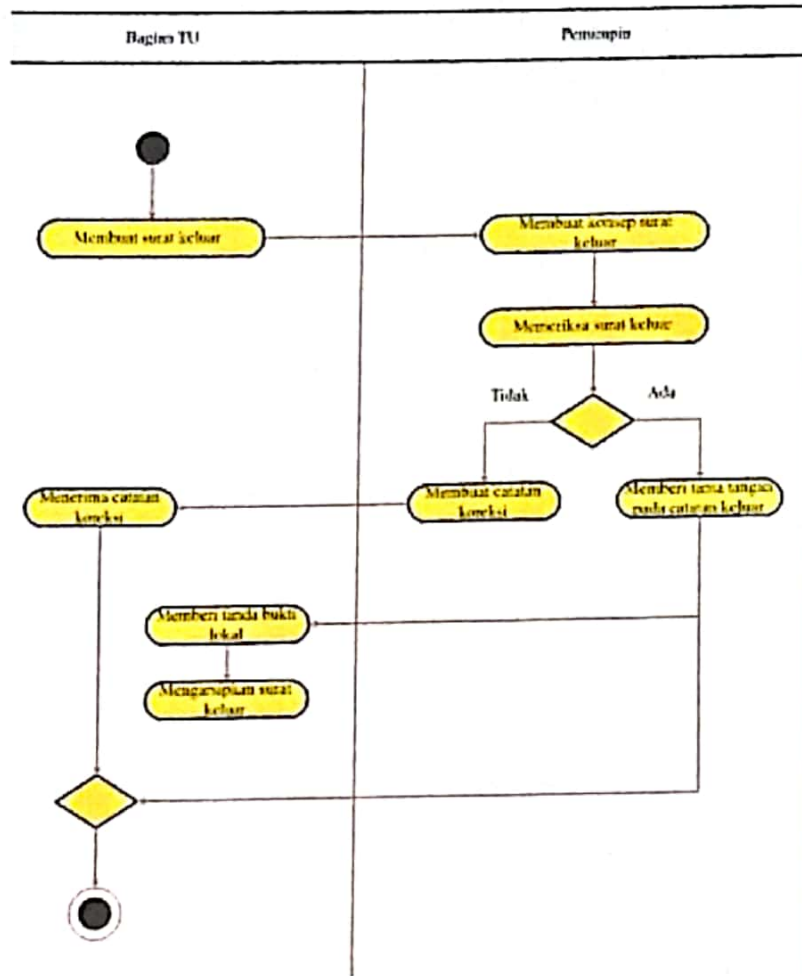 Bagian TU
Pemimpin
Membuat surat keluar
Membuat konsep surat
keluar
Memeriksa surat keluar
Tidak
Ada
Menerima catatan
koreksi
Membuat catatan
koreksi
Memberi tanda tangan
pada catatan keluar
Memberi tanda bukti
lokal
Mengarsipkan surat
keluar